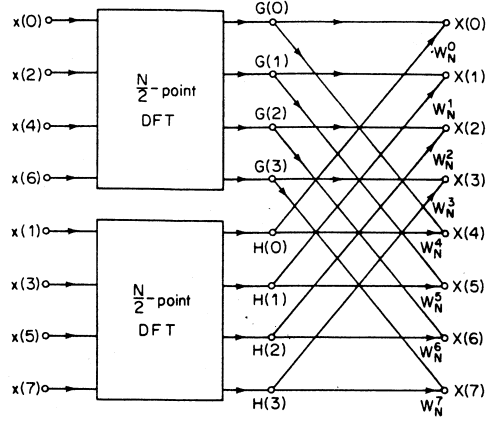 x(0)
x(2)
x(4)
x(6)
N/2-point
DFT
G(0)
G(1)
G(2)
G(3)
X(0)
W_N^0
X(1)
W_N^1
X(2)
W_N^2
X(3)
W_N^3
x(1)
x(3)
x(5)
x(7)
N/2-point
DFT
H(0)
H(1)
H(2)
H(3)
X(4)
W_N^4
X(5)
W_N^5
X(6)
W_N^6
X(7)
W_N^7